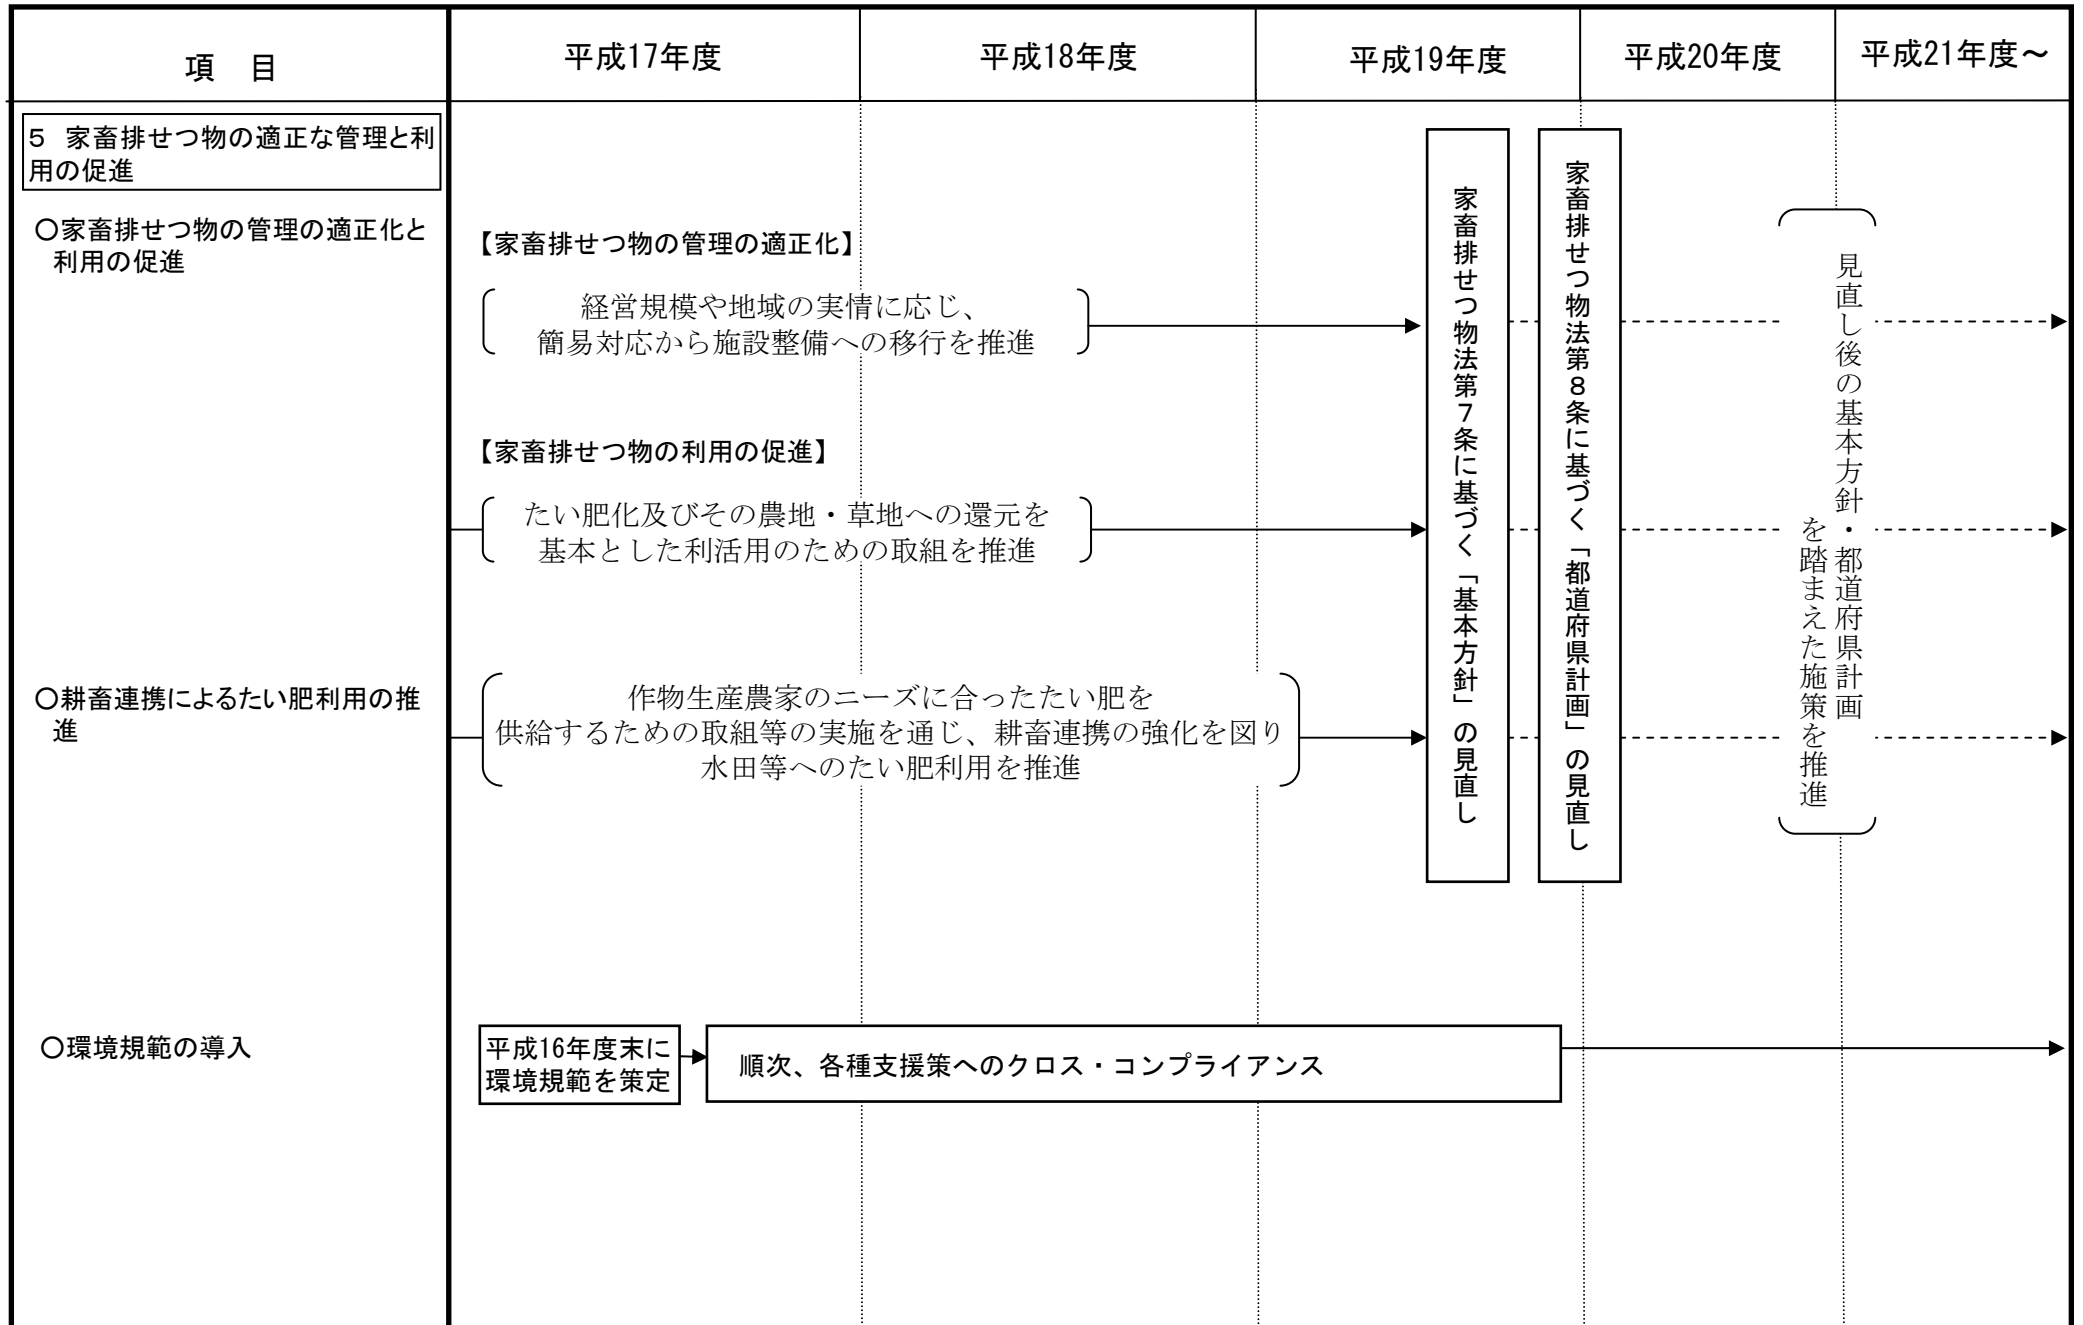 項　目
平成17年度
平成18年度
平成19年度
平成20年度
平成21年度～
５　家畜排せつ物の適正な管理と利
用の促進
○家畜排せつ物の管理の適正化と
利用の促進
【家畜排せつ物の管理の適正化】
経営規模や地域の実情に応じ、
簡易対応から施設整備への移行を推進
【家畜排せつ物の利用の促進】
たい肥化及びその農地・草地への還元を
基本とした利活用のための取組を推進
○耕畜連携によるたい肥利用の推
進
作物生産農家のニーズに合ったたい肥を
供給するための取組等の実施を通じ、耕畜連携の強化を図り
水田等へのたい肥利用を推進
家畜排せつ物法第７条に基づく「基本方針」の見直し
家畜排せつ物法第８条に基づく「都道府県計画」の見直し
見直し後の基本方針・都道府県計画
を踏まえた施策を推進
○環境規範の導入
平成16年度末に
環境規範を策定
順次、各種支援策へのクロス・コンプライアンス